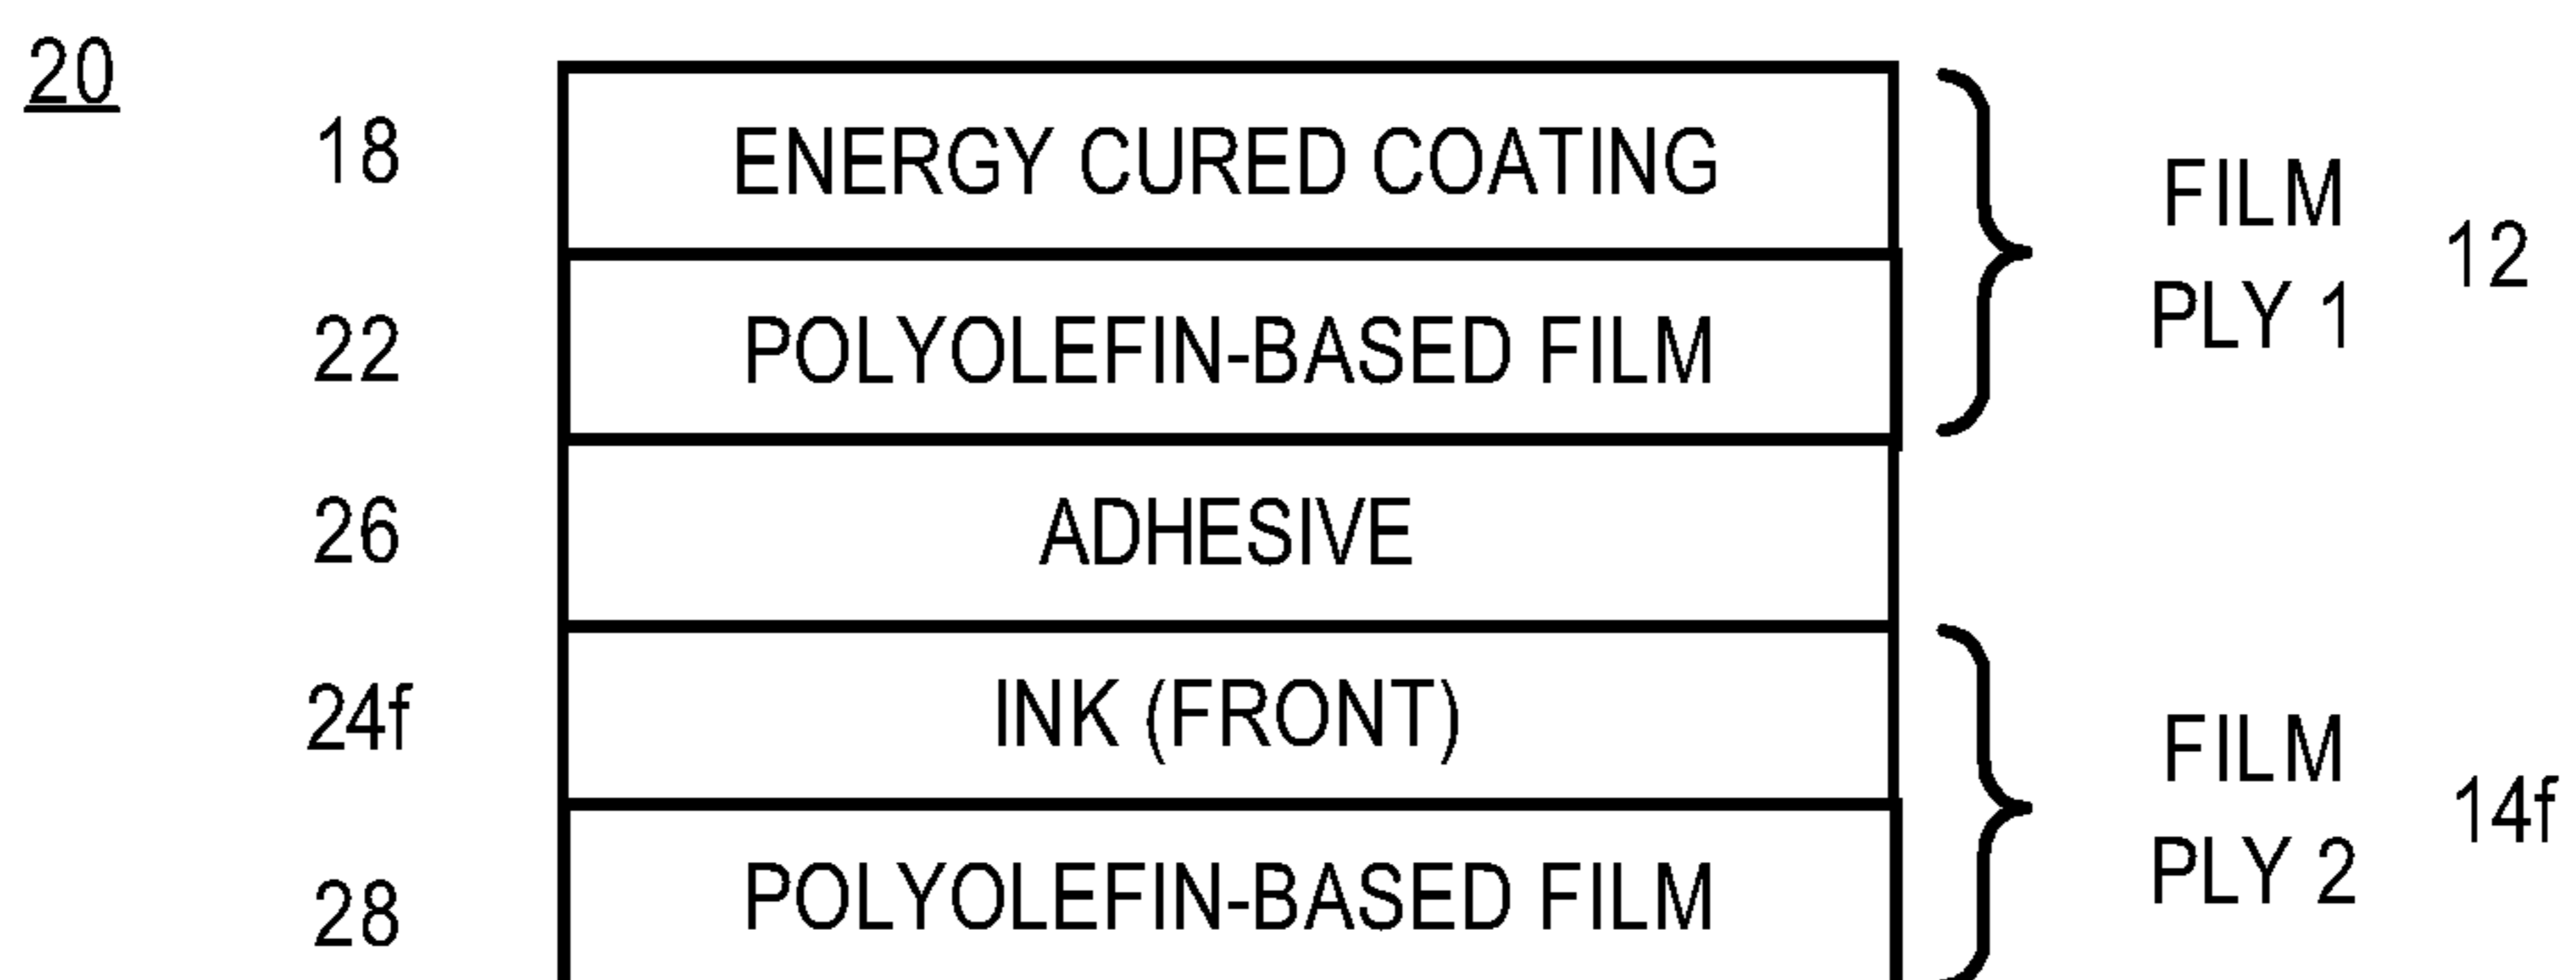 20
18 ENERGY CURED COATING
FILM
PLY 1
12
22 POLYOLEFIN-BASED FILM
26 ADHESIVE
24f INK (FRONT)
FILM
PLY 2
14f
28 POLYOLEFIN-BASED FILM